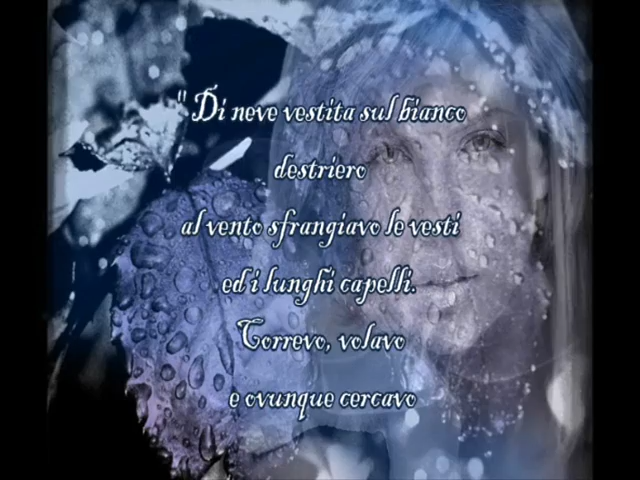 "Di neve vestita sul bianco
destriero
al vento sfrangiavo le vesti
ed i lunghi capelli.
Correvo, volavo
e ovunque cercavo